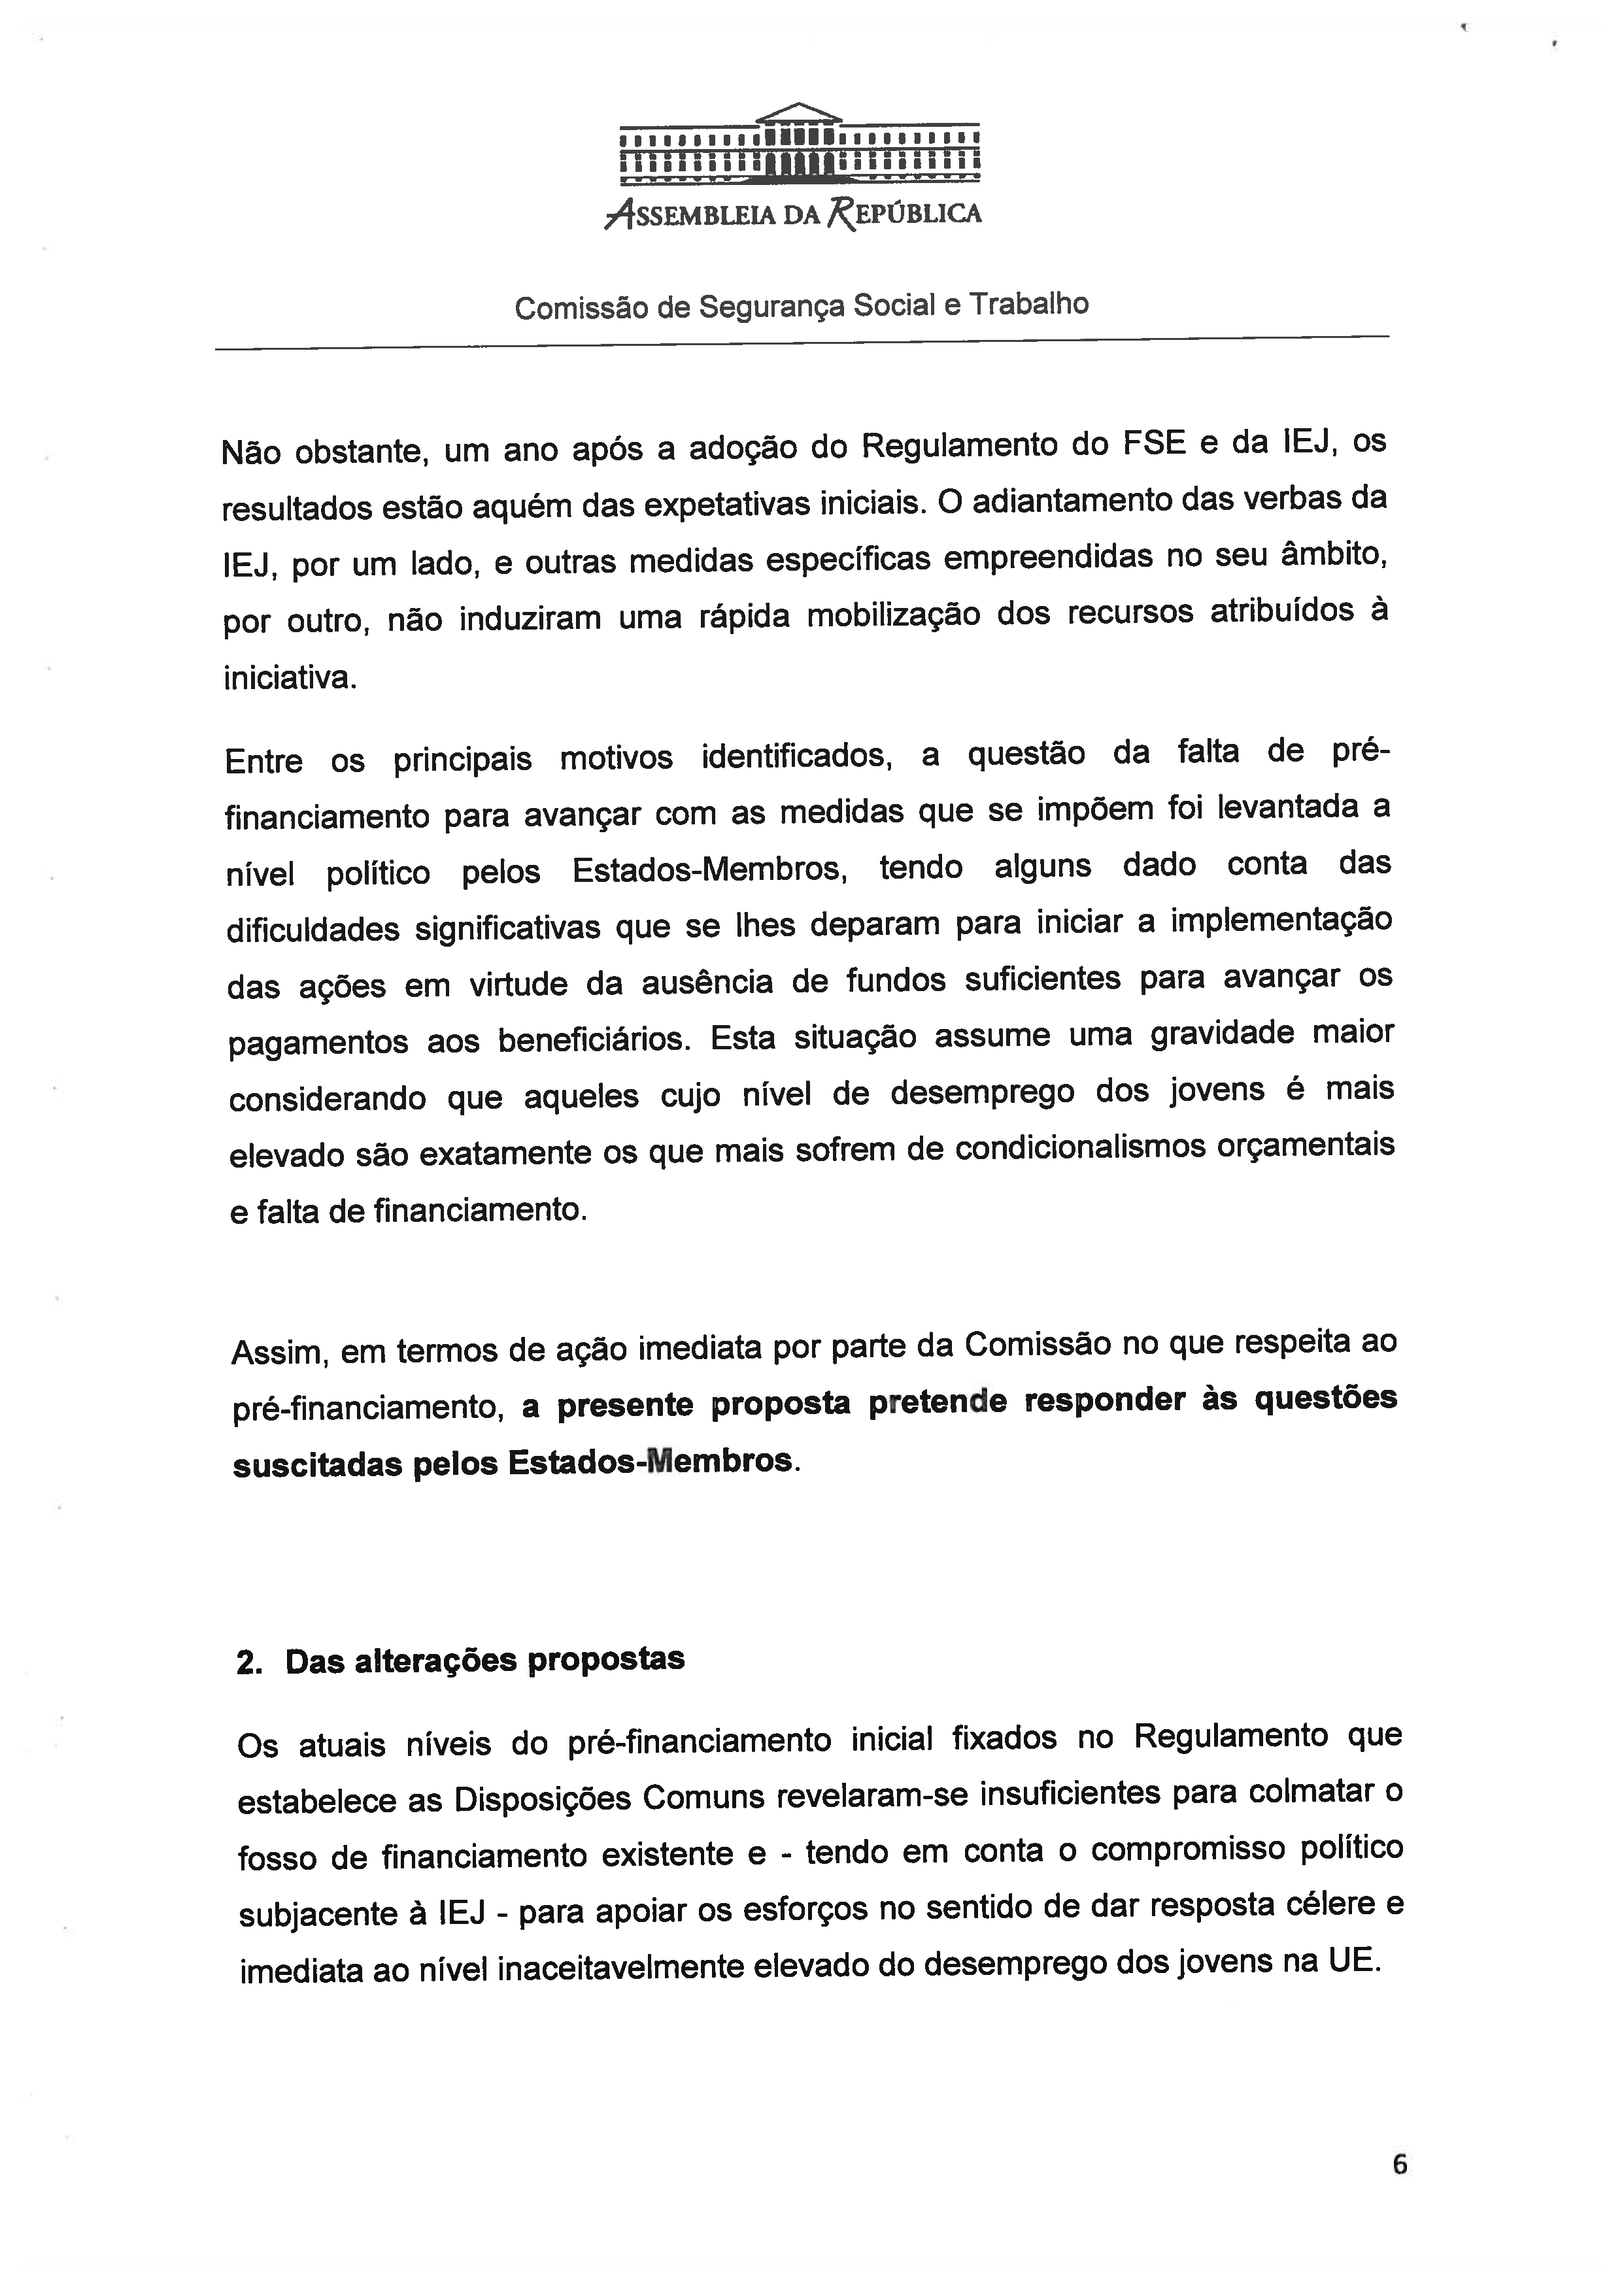 ASSEMBLEIA DA REPÚBLICA
Comissão de Segurança Social e Trabalho
Não obstante, um ano após a adoção do Regulamento do FSE e da IEJ, os
resultados estão aquém das expetativas iniciais. O adiantamento das verbas da
IEJ, por um lado, e outras medidas específicas empreendidas no seu âmbito,
por outro, não induziram uma rápida mobilização dos recursos atribuídos à
iniciativa.
Entre os principais motivos identificados, a questão da falta de pré-
financiamento para avançar com as medidas que se impõem foi levantada a
nível político pelos Estados-Membros, tendo alguns dado conta das
dificuldades significativas que se lhes deparam para iniciar a implementação
das ações em virtude da ausência de fundos suficientes para avançar os
pagamentos aos beneficiários. Esta situação assume uma gravidade maior
considerando que aqueles cujo nível de desemprego dos jovens é mais
elevado são exatamente os que mais sofrem de condicionalismos orçamentais
e falta de financiamento.
Assim, em termos de ação imediata por parte da Comissão no que respeita ao
pré-financiamento, a presente proposta pretende responder às questões
suscitadas pelos Estados-Membros.
2. Das alterações propostas
Os atuais níveis do pré-financiamento inicial fixados no Regulamento que
estabelece as Disposições Comuns revelaram-se insuficientes para colmatar o
fosso de financiamento existente e - tendo em conta o compromisso político
subjacente à IEJ - para apoiar os esforços no sentido de dar resposta célere e
imediata ao nível inaceitavelmente elevado do desemprego dos jovens na UE.
6